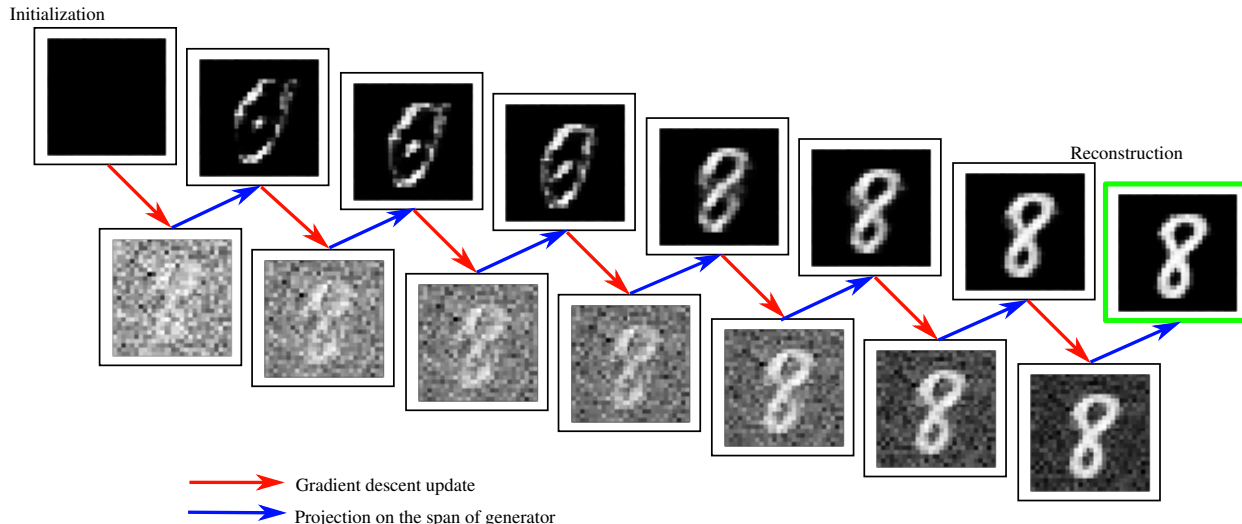 Initialization
Reconstruction
Gradient descent update
Projection on the span of generator